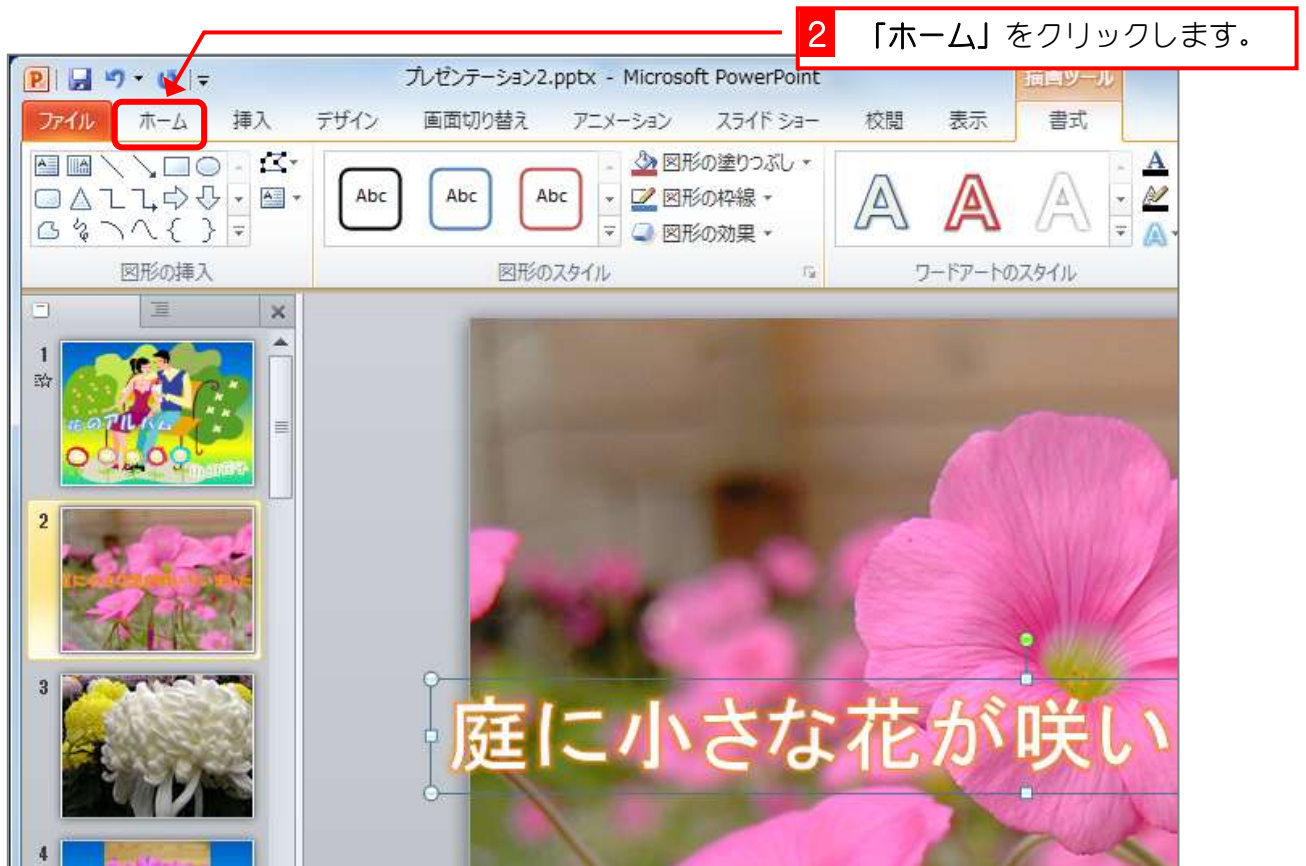 2 「ホーム」をクリックします。
プレゼンテーション2.pptx - Microsoft PowerPoint
描画ツール
ファイル ホーム 挿入 デザイン 画面切り替え アニメーション スライド ショー 校閲 表示 書式
Abc Abc Abc
図形の塗りつぶし
図形の枠線
図形の効果
A A A
図形の挿入 図形のスタイル ワードアートのスタイル
1
花のアルバム
2
3
4
庭に小さな花が咲い